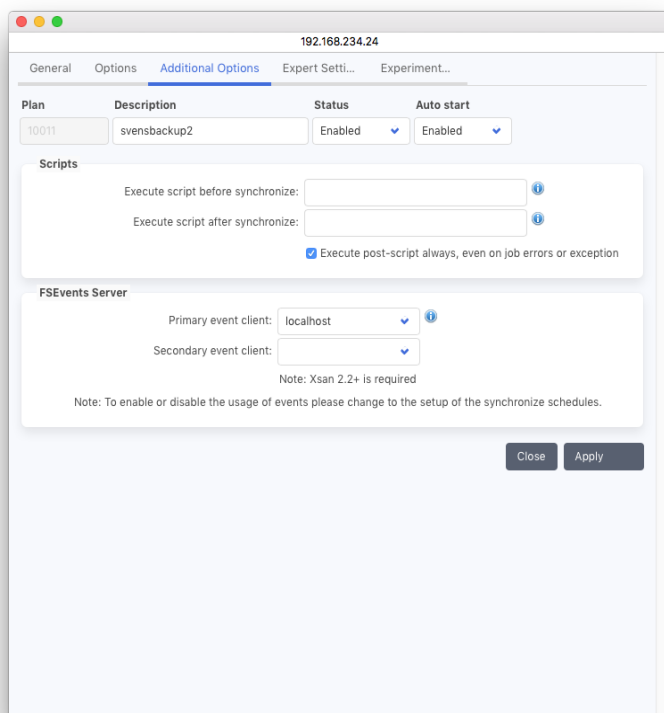 192.168.234.24
General Options Additional Options Expert Setti... Experiment...
Plan Description Status Auto start
10011 svensbackup2 Enabled Enabled
Scripts
Execute script before synchronize:
Execute script after synchronize:
Execute post-script always, even on job errors or exception
FSEvents Server
Primary event client: localhost
Secondary event client:
Note: Xsan 2.2+ is required
Note: To enable or disable the usage of events please change to the setup of the synchronize schedules.
Close Apply